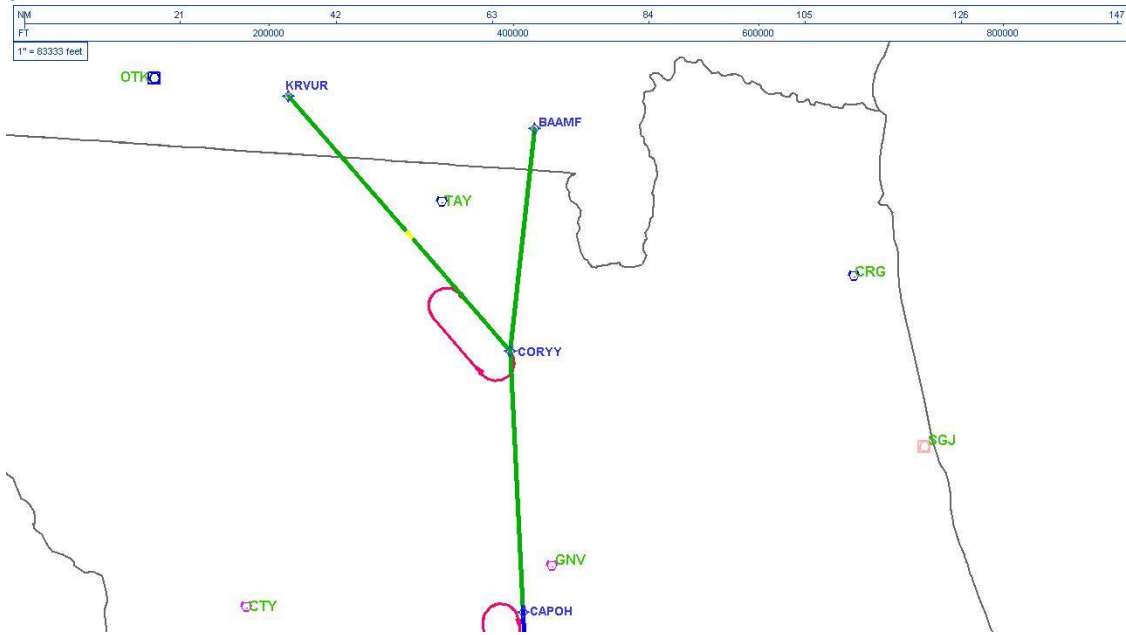 NM 21 42 63 84 105 126 147
FT 200000 400000 600000 800000
1" = 83333 feet
OTK
KRVUR
BAAMF
TAY
CRG
CORYY
SGJ
GNV
CTY
CAPOH